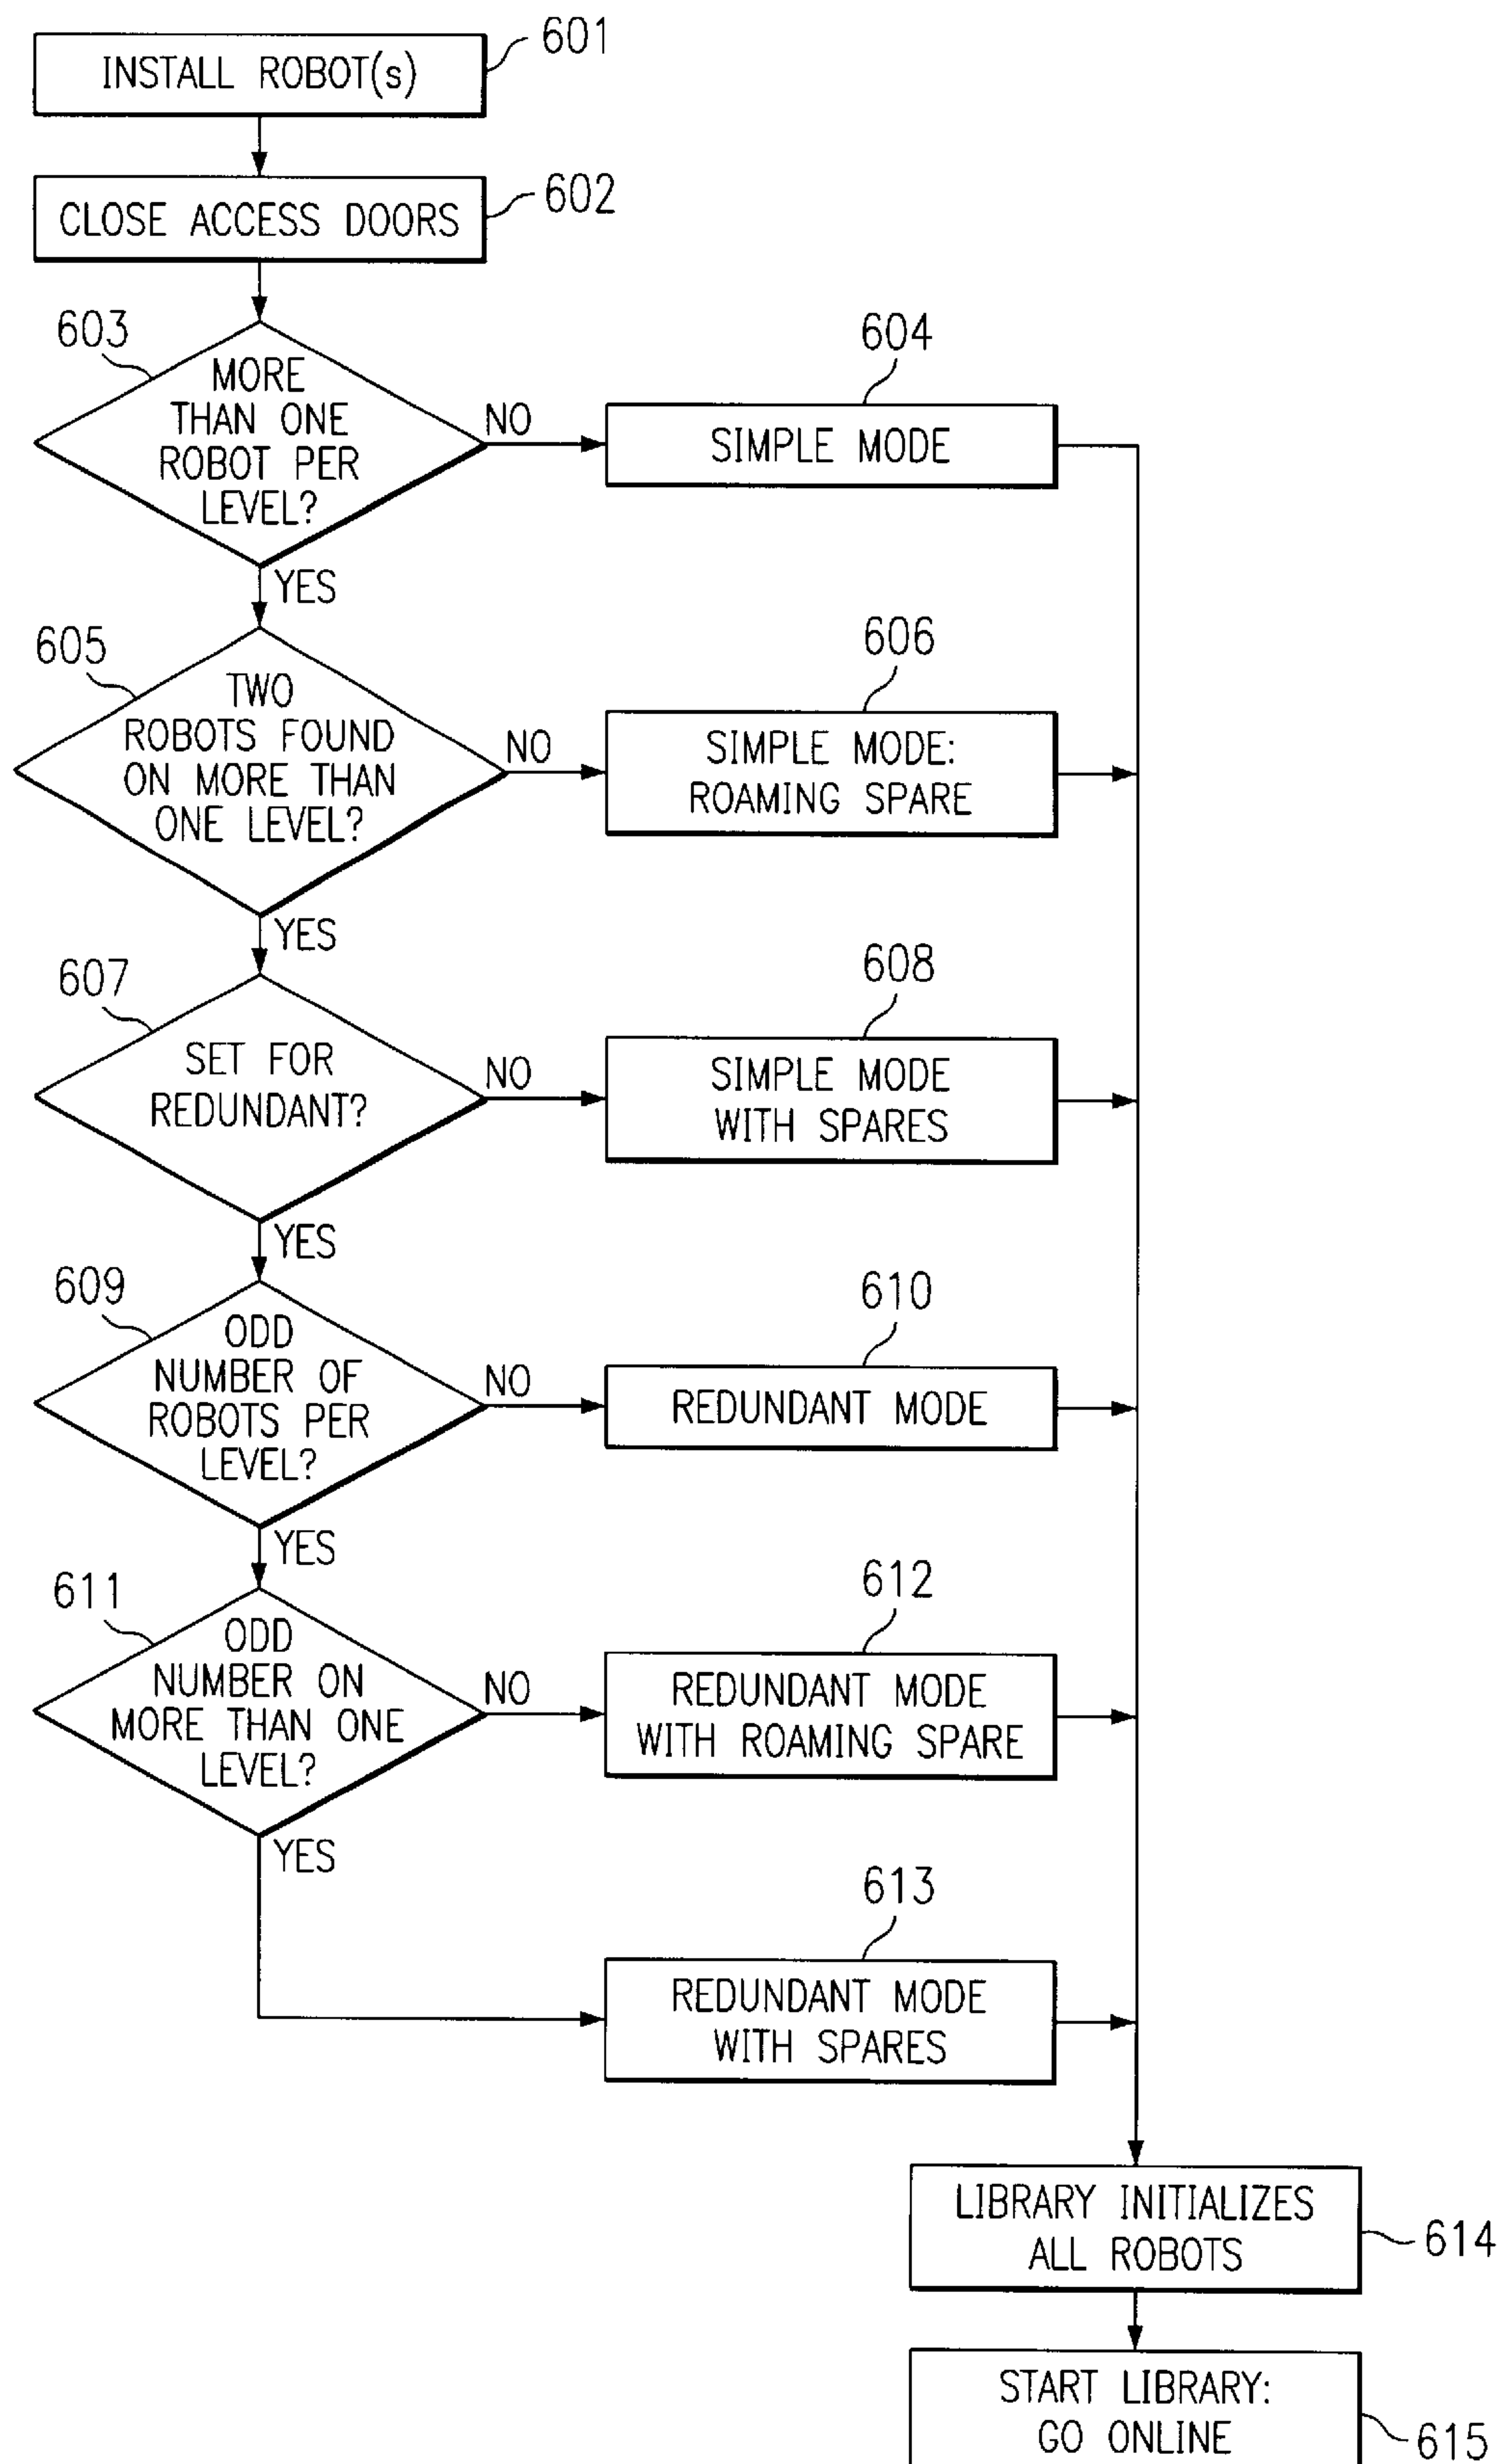 601
INSTALL ROBOT(s)
602
CLOSE ACCESS DOORS
603
MORE
THAN ONE
ROBOT PER
LEVEL?
NO
604
SIMPLE MODE
YES
605
TWO
ROBOTS FOUND
ON MORE THAN
ONE LEVEL?
NO
606
SIMPLE MODE:
ROAMING SPARE
YES
607
SET FOR
REDUNDANT?
NO
608
SIMPLE MODE
WITH SPARES
YES
609
ODD
NUMBER OF
ROBOTS PER
LEVEL?
NO
610
REDUNDANT MODE
YES
611
ODD
NUMBER ON
MORE THAN ONE
LEVEL?
NO
612
REDUNDANT MODE
WITH ROAMING SPARE
YES
613
REDUNDANT MODE
WITH SPARES
LIBRARY INITIALIZES
ALL ROBOTS
614
START LIBRARY:
GO ONLINE
615